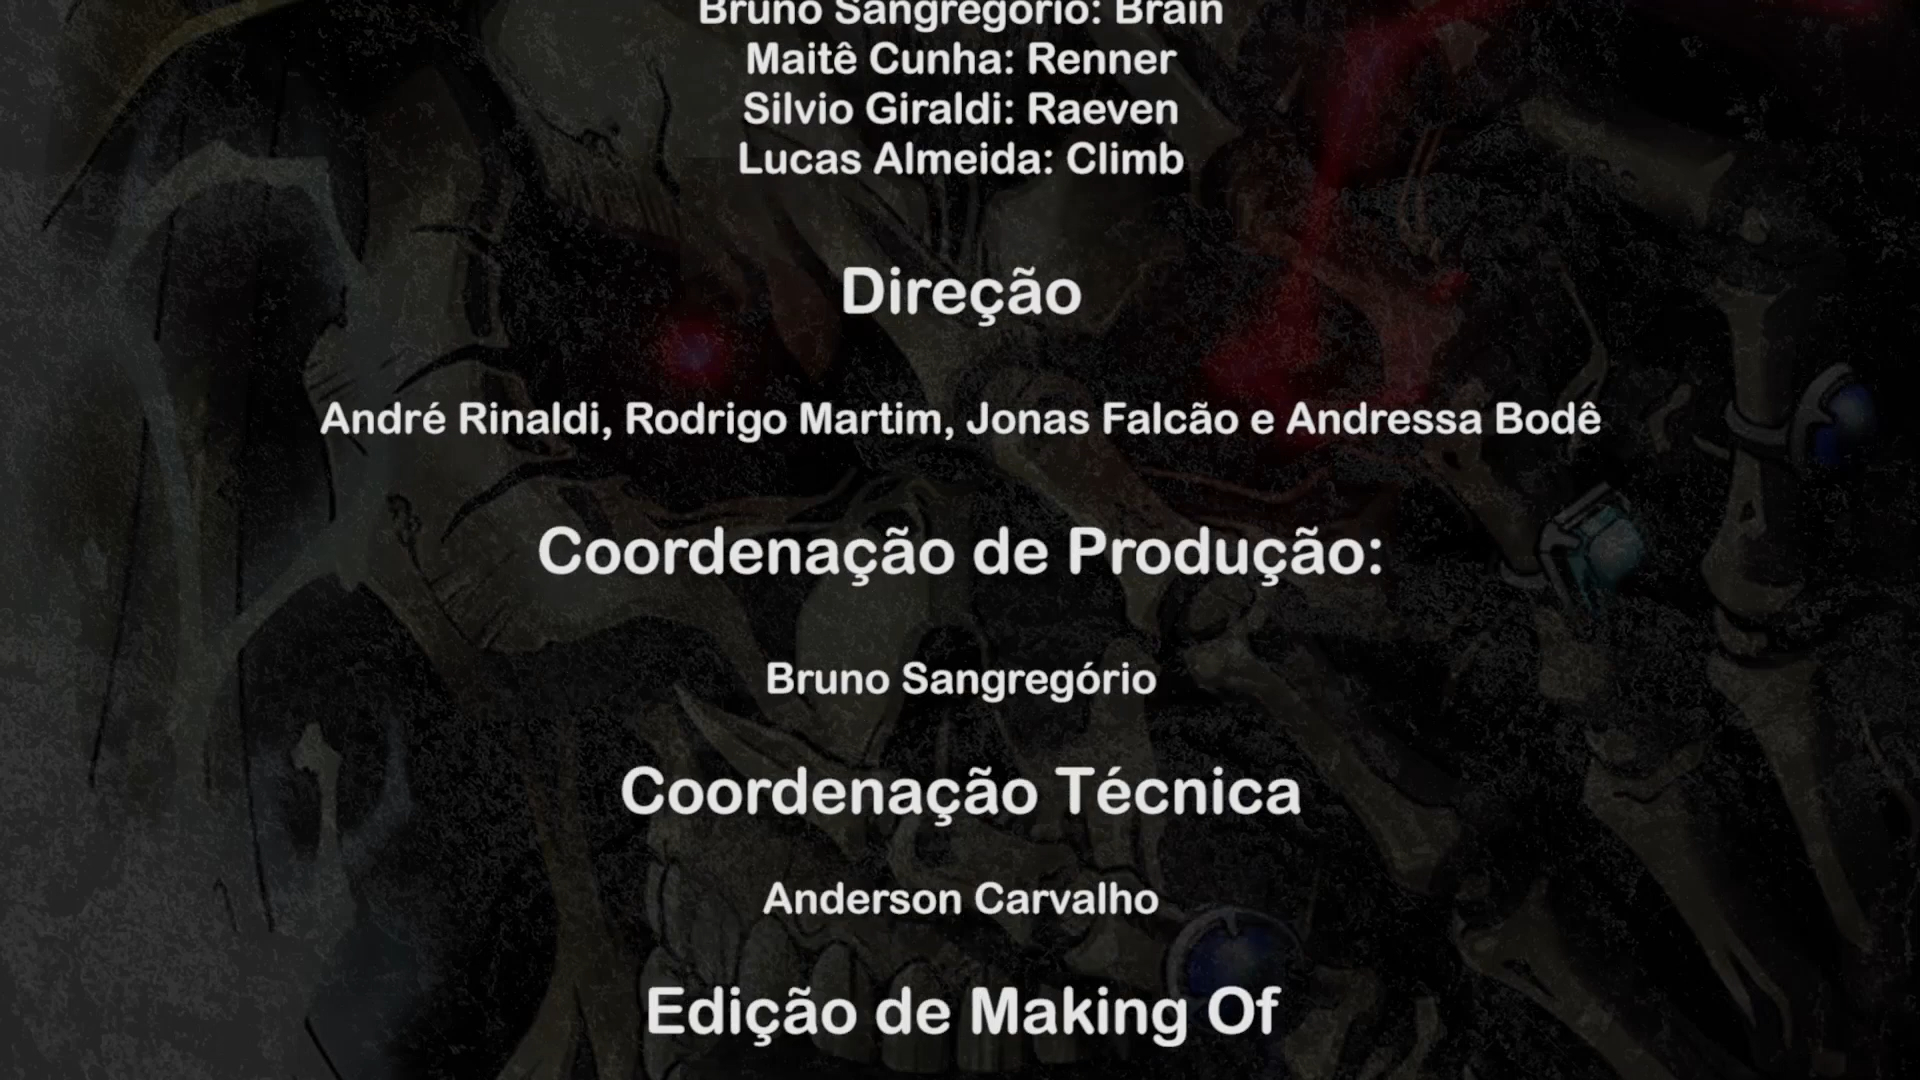 Bruno Sangregório: Brain
Maitê Cunha: Renner
Silvio Giraldi: Raeven
Lucas Almeida: Climb
Direção
André Rinaldi, Rodrigo Martim, Jonas Falcão e Andressa Bodê
Coordenação de Produção:
Bruno Sangregório
Coordenação Técnica
Anderson Carvalho
Edição de Making Of